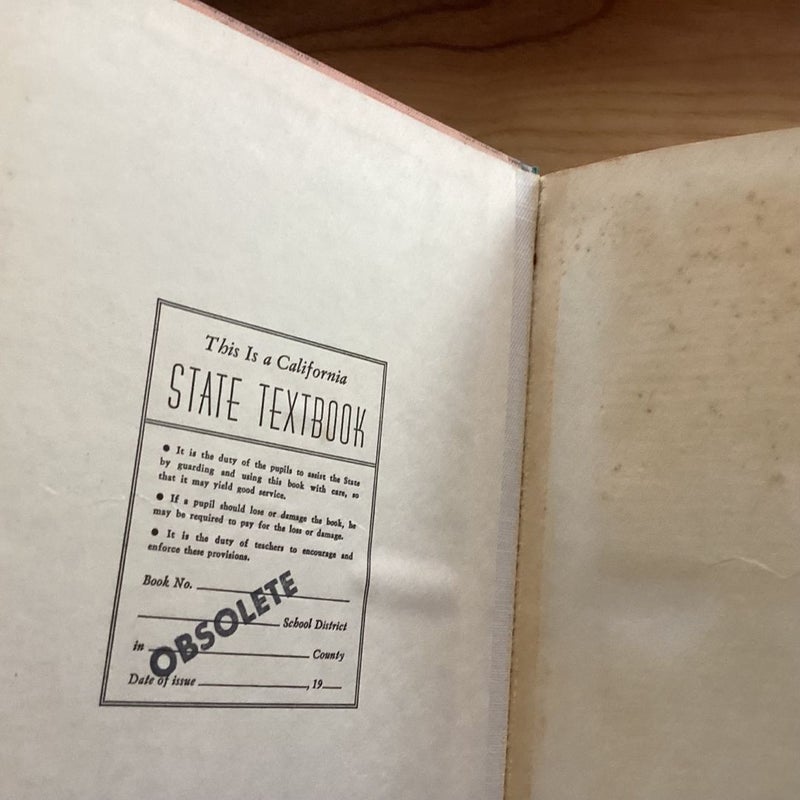 This Is a California
STATE TEXTBOOK
● It is the duty of the pupils to assist the State
by guarding and using this book with care, so
that it may yield good service.
● If a pupil should lose or damage the book, he
may be required to pay for the loss or damage.
● It is the duty of teachers to encourage and
enforce these provisions.
Book No.
School District
in County
OBSOLETE
Date of issue , 19